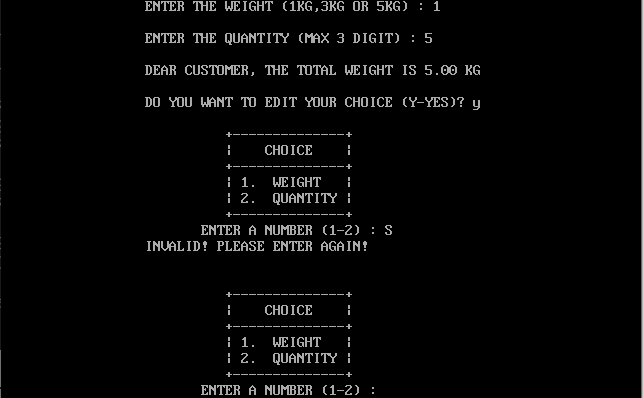 ENTER THE WEIGHT (1KG,3KG OR 5KG) : 1
ENTER THE QUANTITY (MAX 3 DIGIT) : 5
DEAR CUSTOMER, THE TOTAL WEIGHT IS 5.00 KG
DO YOU WANT TO EDIT YOUR CHOICE (Y-YES)? y
+--------------+
|    CHOICE    |
+--------------+
| 1.  WEIGHT   |
| 2.  QUANTITY |
+--------------+
ENTER A NUMBER (1-2) : S
INVALID! PLEASE ENTER AGAIN!
+--------------+
|    CHOICE    |
+--------------+
| 1.  WEIGHT   |
| 2.  QUANTITY |
+--------------+
ENTER A NUMBER (1-2) :